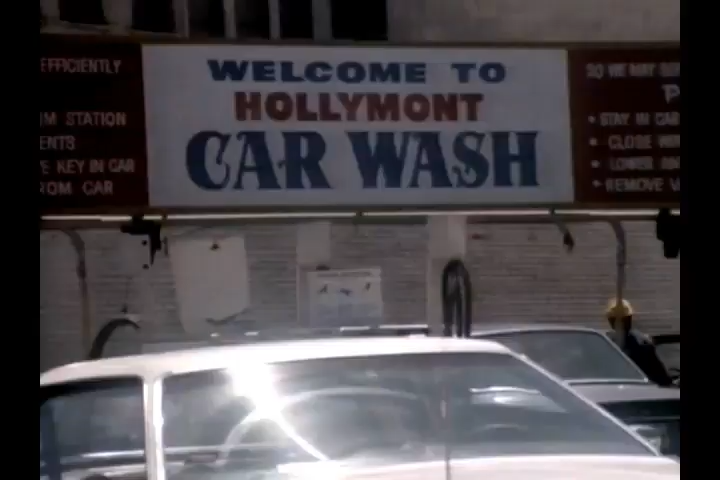 EFFICIENTLY
M STATION
ENTS
E KEY IN CAR
OM CAR
WELCOME TO
HOLLYMONT
CAR WASH
SO WE MAY
P
• STAY IN CAR
• CLOSE
• LOWER
• REMOVE